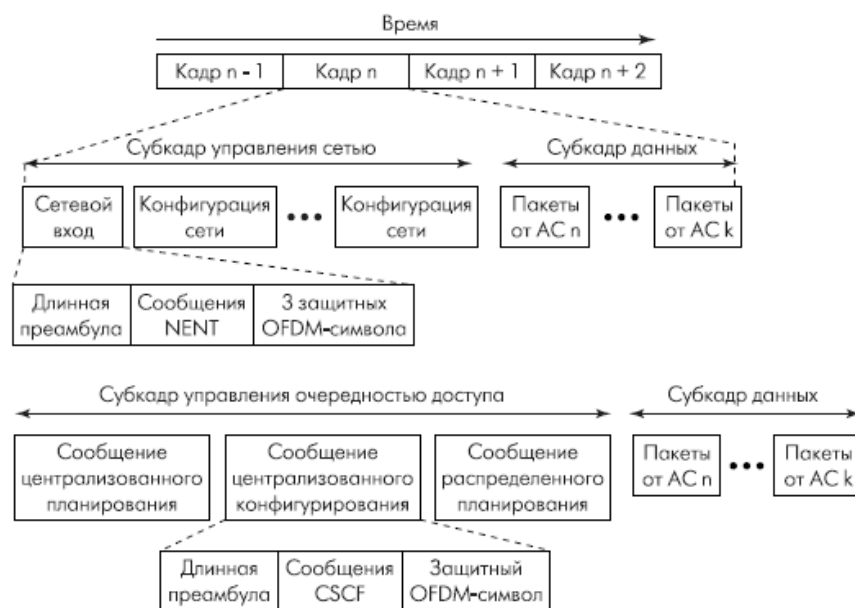 Время
Кадр n - 1 Кадр n Кадр n + 1 Кадр n + 2
Субкадр управления сетью Субкадр данных
Сетевой вход
Конфигурация сети
•••
Конфигурация сети
Пакеты от АС n
•••
Пакеты от АС k
Длинная преамбула
Сообщения NENT
3 защитных OFDM-символа
Субкадр управления очередностью доступа Субкадр данных
Сообщение централизованного планирования
Сообщение централизованного конфигурирования
Сообщение распределенного планирования
Пакеты от АС n
•••
Пакеты от АС k
Длинная преамбула
Сообщения CSCF
Защитный OFDM-символ